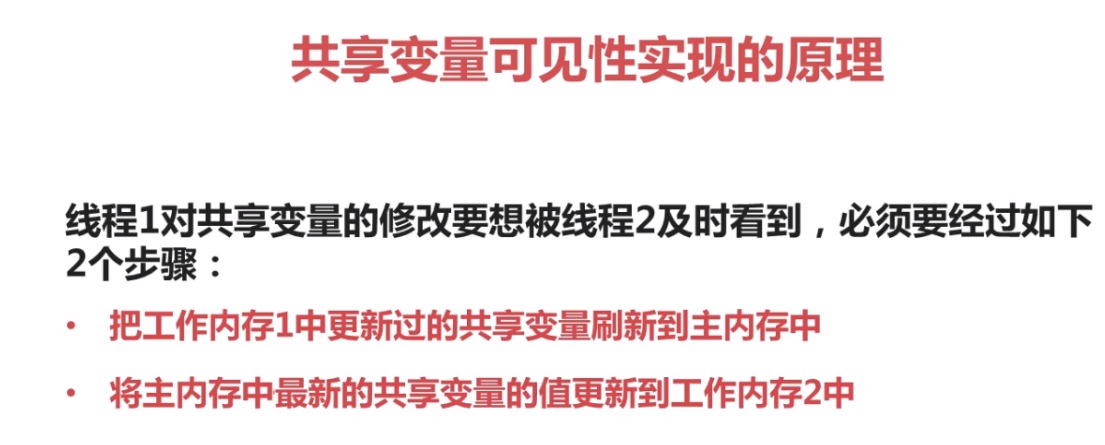 共享变量可见性实现的原理
线程1对共享变量的修改要想被线程2及时看到，必须要经过如下
2个步骤：
• 把工作内存1中更新过的共享变量刷新到主内存中
• 将主内存中最新的共享变量的值更新到工作内存2中